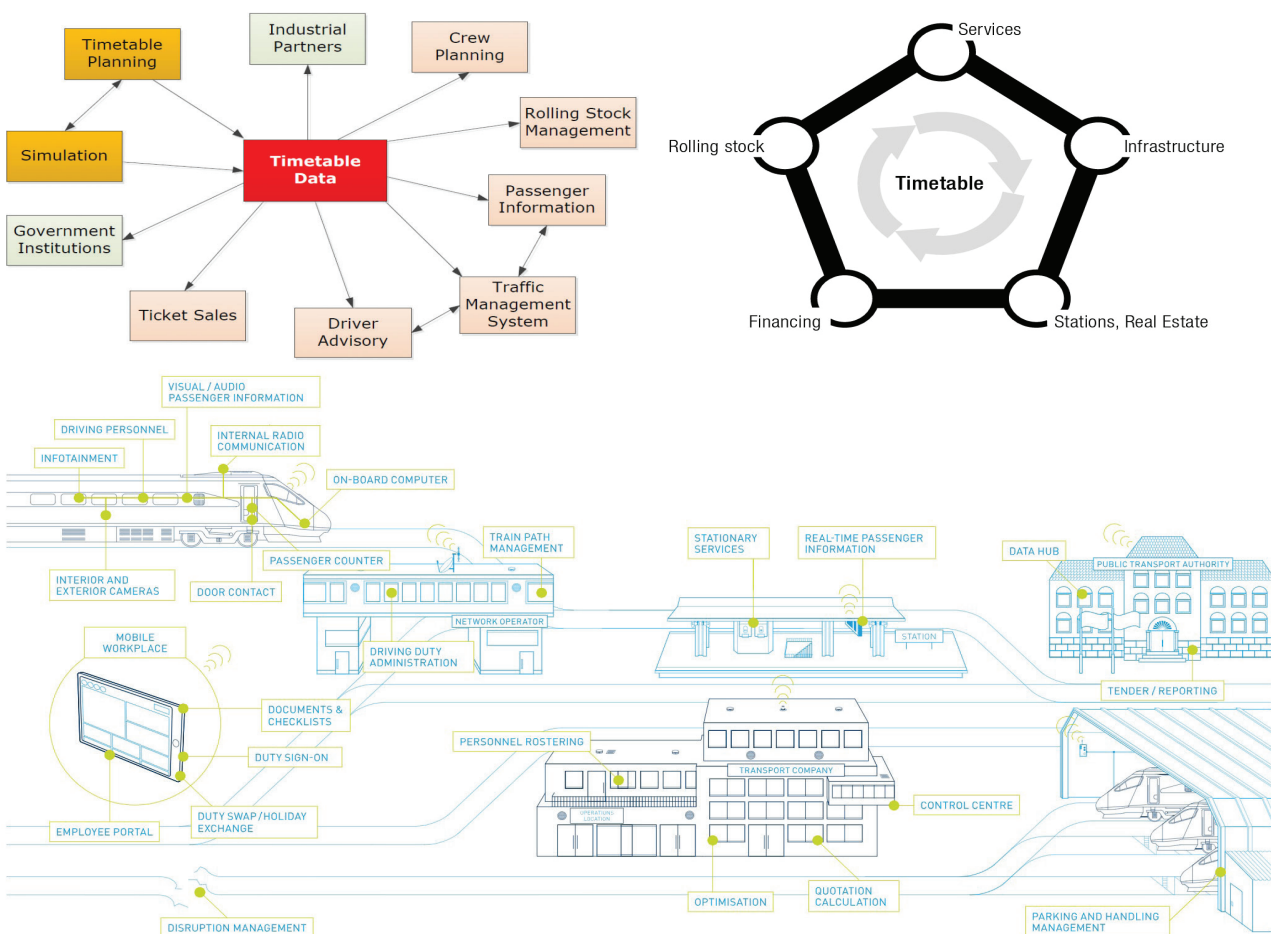 Timetable
Planning
Industrial
Partners
Crew
Planning
Simulation
Timetable
Data
Rolling Stock
Management
Passenger
Information
Government
Institutions
Ticket Sales
Driver
Advisory
Traffic
Management
System
Services
Rolling stock
Infrastructure
Timetable
Financing
Stations, Real Estate
VISUAL / AUDIO
PASSENGER INFORMATION
DRIVING PERSONNEL
INTERNAL RADIO
COMMUNICATION
INFOTAINMENT
ON-BOARD COMPUTER
PASSENGER COUNTER
INTERIOR AND
EXTERIOR CAMERAS
DOOR CONTACT
TRAIN PATH
MANAGEMENT
NETWORK OPERATOR
DRIVING DUTY
ADMINISTRATION
STATIONARY
SERVICES
REAL-TIME PASSENGER
INFORMATION
STATION
DATA HUB
PUBLIC TRANSPORT AUTHORITY
TENDER / REPORTING
MOBILE
WORKPLACE
DOCUMENTS &
CHECKLISTS
DUTY SIGN-ON
DUTY SWAP / HOLIDAY
EXCHANGE
EMPLOYEE PORTAL
PERSONNEL ROSTERING
TRANSPORT COMPANY
OPERATIONS
LOCATION
CONTROL CENTRE
OPTIMISATION
QUOTATION
CALCULATION
DISRUPTION MANAGEMENT
PARKING AND HANDLING
MANAGEMENT